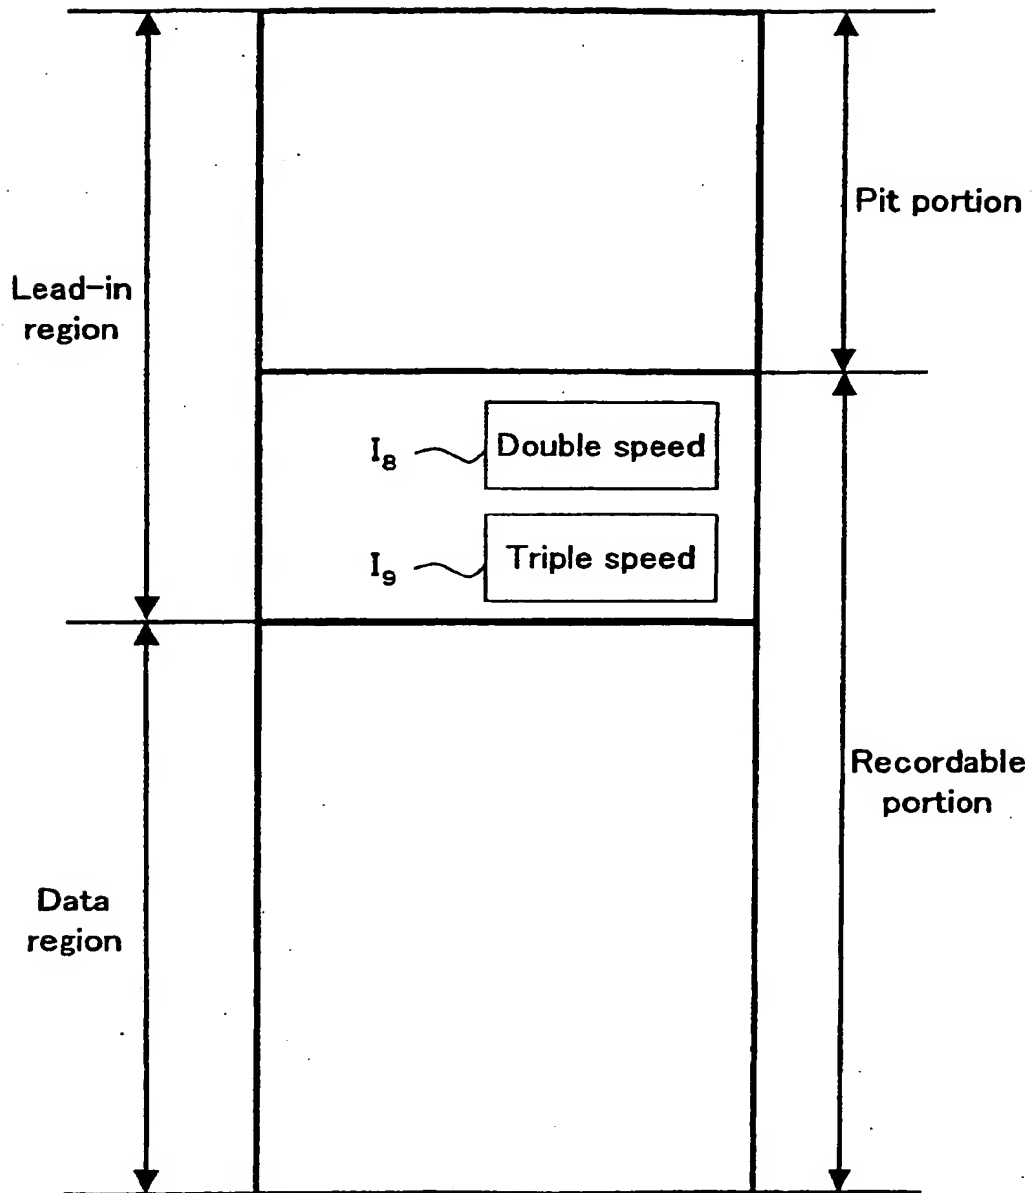 Pit portion
Lead-in
region
I₈
Double speed
I₉
Triple speed
Recordable
portion
Data
region